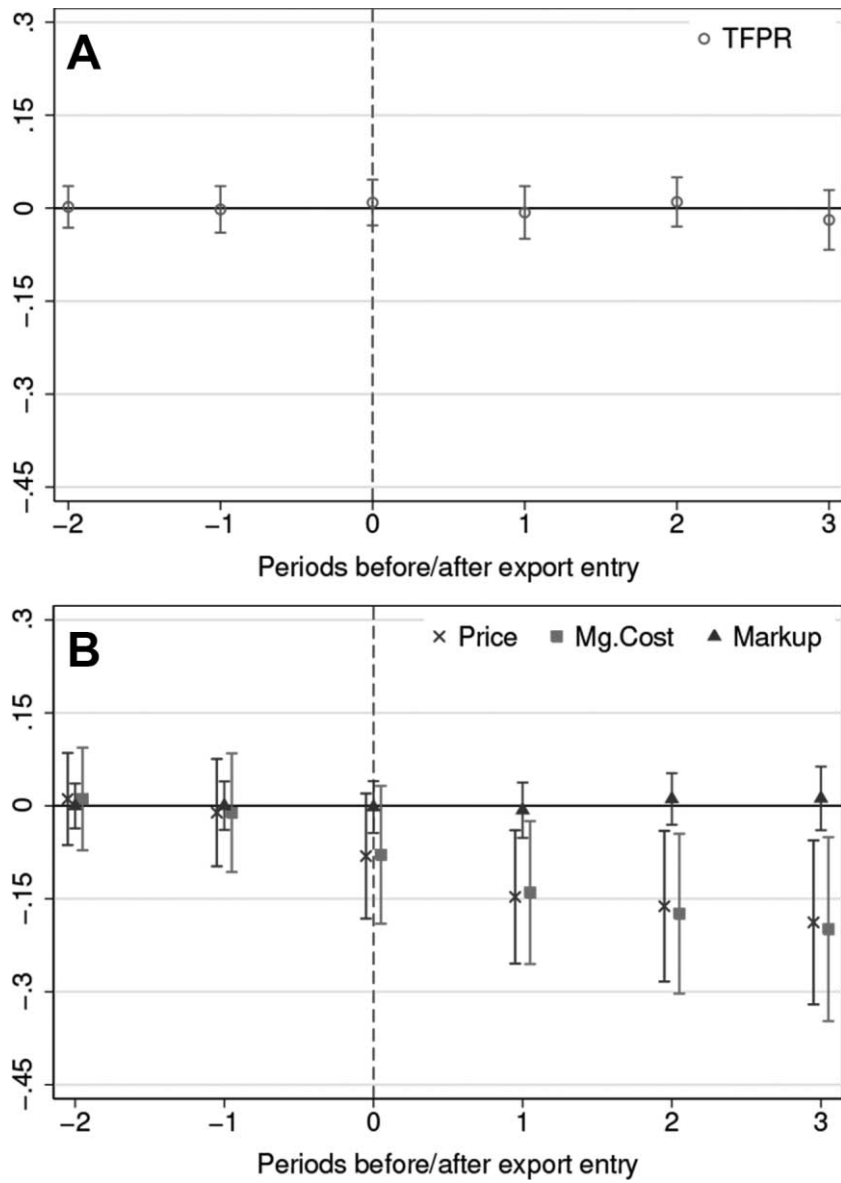 A
TFPR
.3
.15
0
-.15
-.3
-.45
-2 -1 0 1 2 3
Periods before/after export entry
B
Price Mg.Cost Markup
.3
.15
0
-.15
-.3
-.45
-2 -1 0 1 2 3
Periods before/after export entry